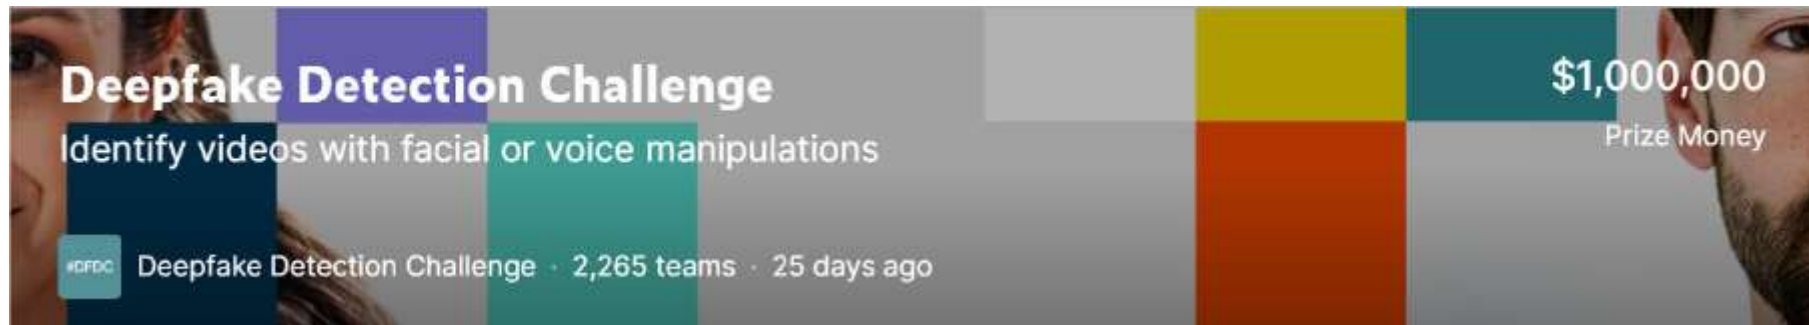 Deepfake Detection Challenge
$1,000,000
Identify videos with facial or voice manipulations
Prize Money
#DFDC
Deepfake Detection Challenge · 2,265 teams · 25 days ago